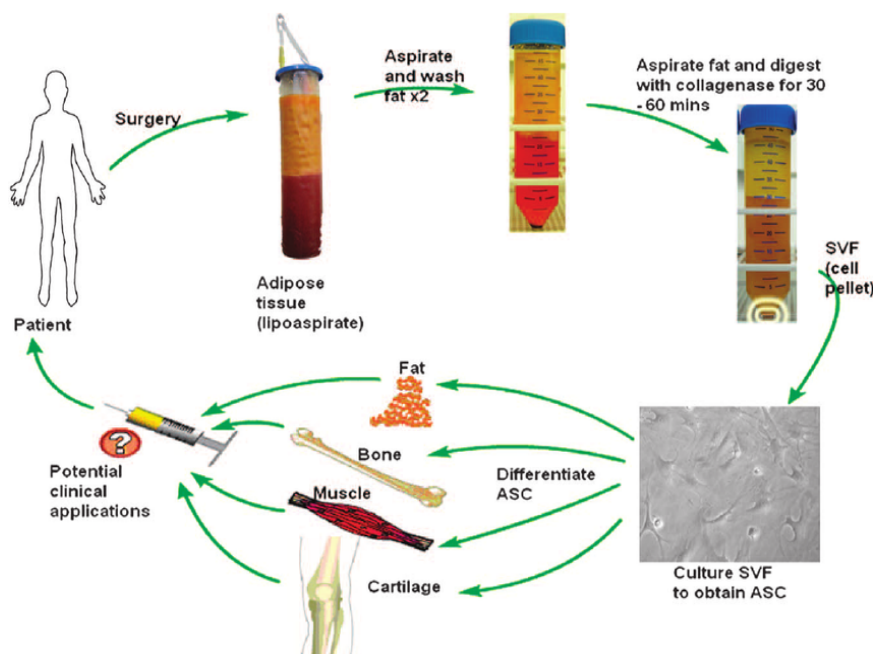 Surgery
Patient
Adipose
tissue
(lipoaspirate)
Aspirate
and wash
fat x2
Aspirate fat and digest
with collagenase for 30
- 60 mins
SVF
(cell
pellet)
Culture SVF
to obtain ASC
Differentiate
ASC
Fat
Bone
Muscle
Cartilage
?
Potential
clinical
applications